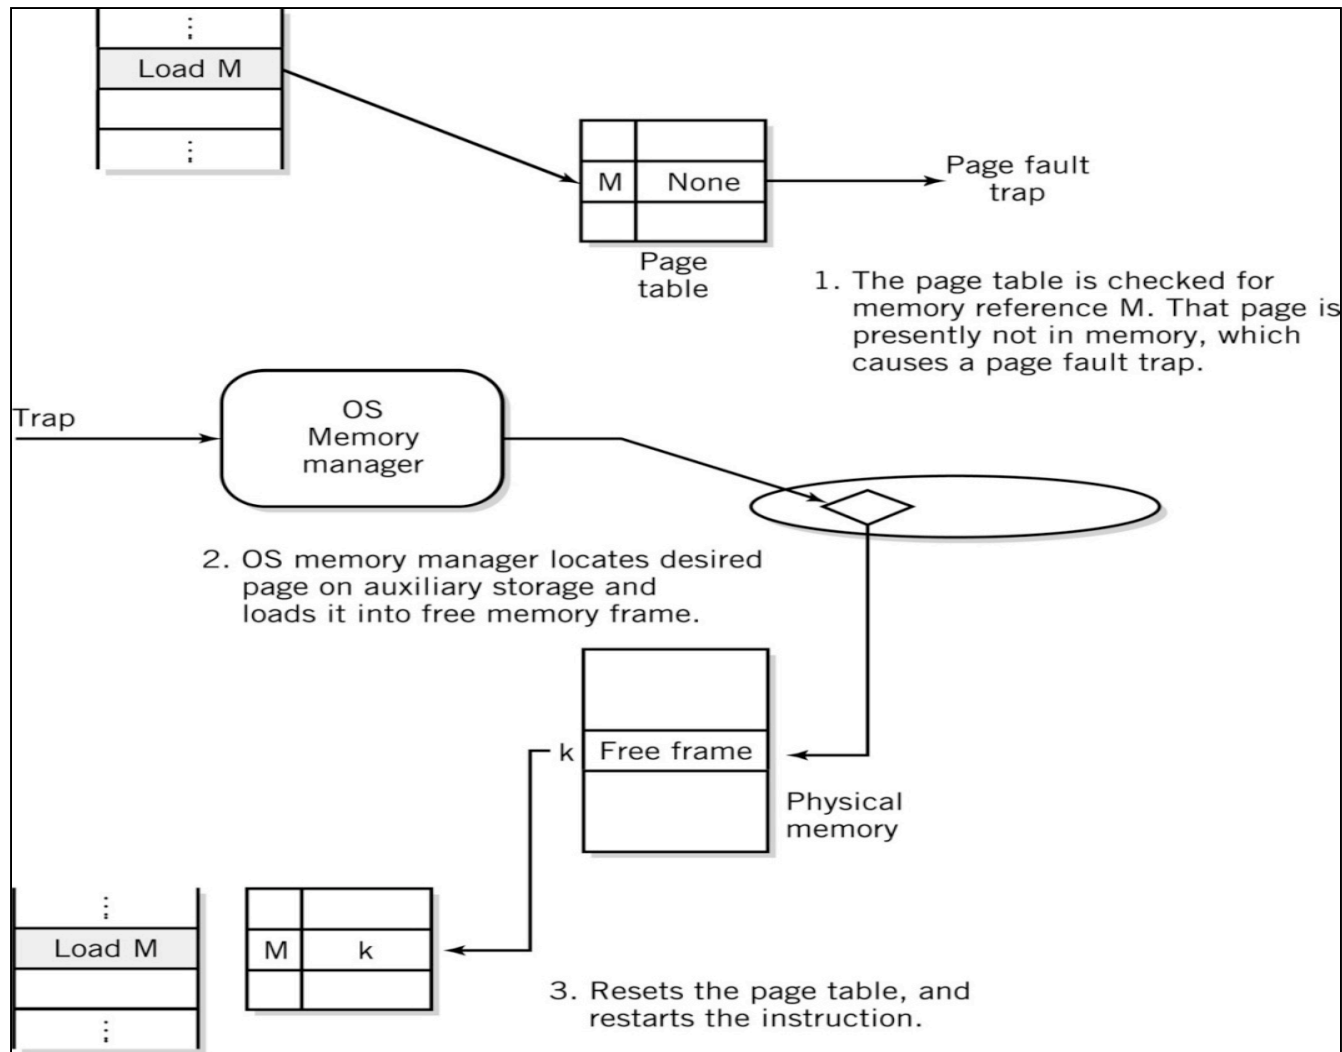 Load M
M None
Page fault
trap
Page
table
1. The page table is checked for
memory reference M. That page is
presently not in memory, which
causes a page fault trap.
Trap
OS
Memory
manager
2. OS memory manager locates desired
page on auxiliary storage and
loads it into free memory frame.
k Free frame
Physical
memory
Load M
M k
3. Resets the page table, and
restarts the instruction.